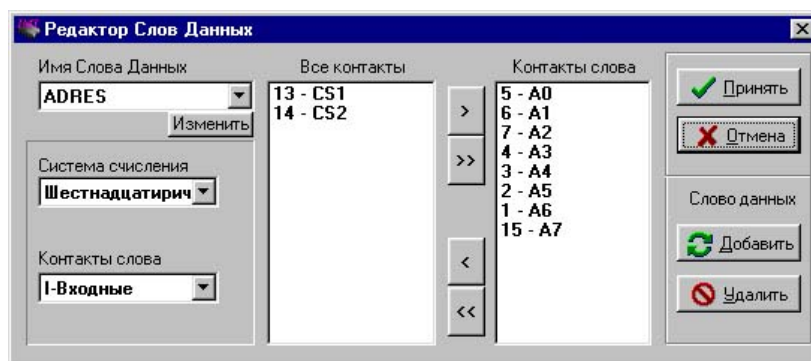 Редактор Слов Данных
Имя Слова Данных
ADRES
Изменить
Система счисления
Шестнадцатирич
Контакты слова
I-Входные
Все контакты
13 - CS1
14 - CS2
>
>>
<
<<
Контакты слова
5 - A0
6 - A1
7 - A2
4 - A3
3 - A4
2 - A5
1 - A6
15 - A7
Принять
Отмена
Слово данных
Добавить
Удалить